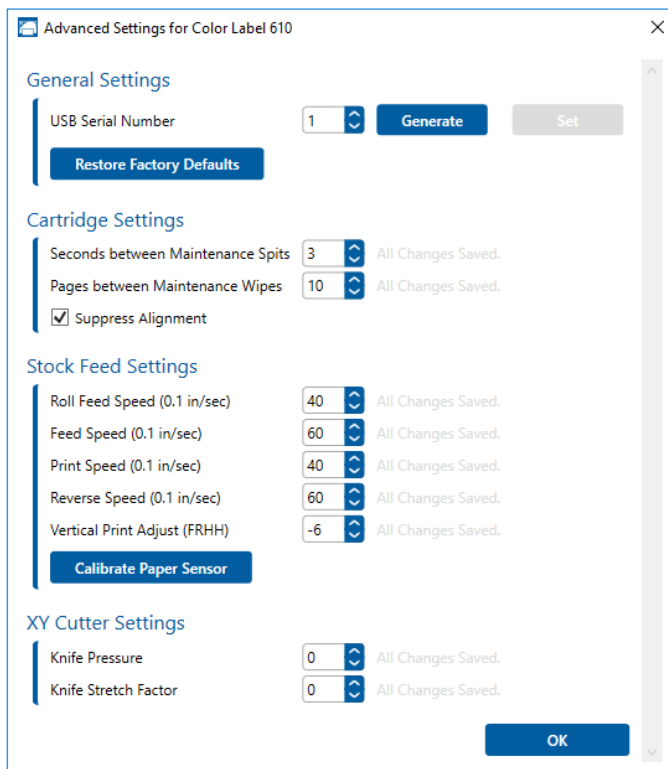 Advanced Settings for Color Label 610
General Settings
USB Serial Number 1 Generate Set
Restore Factory Defaults
Cartridge Settings
Seconds between Maintenance Spits 3 All Changes Saved.
Pages between Maintenance Wipes 10 All Changes Saved.
Suppress Alignment
Stock Feed Settings
Roll Feed Speed (0.1 in/sec) 40 All Changes Saved.
Feed Speed (0.1 in/sec) 60 All Changes Saved.
Print Speed (0.1 in/sec) 40 All Changes Saved.
Reverse Speed (0.1 in/sec) 60 All Changes Saved.
Vertical Print Adjust (FRHH) -6 All Changes Saved.
Calibrate Paper Sensor
XY Cutter Settings
Knife Pressure 0 All Changes Saved.
Knife Stretch Factor 0 All Changes Saved.
OK